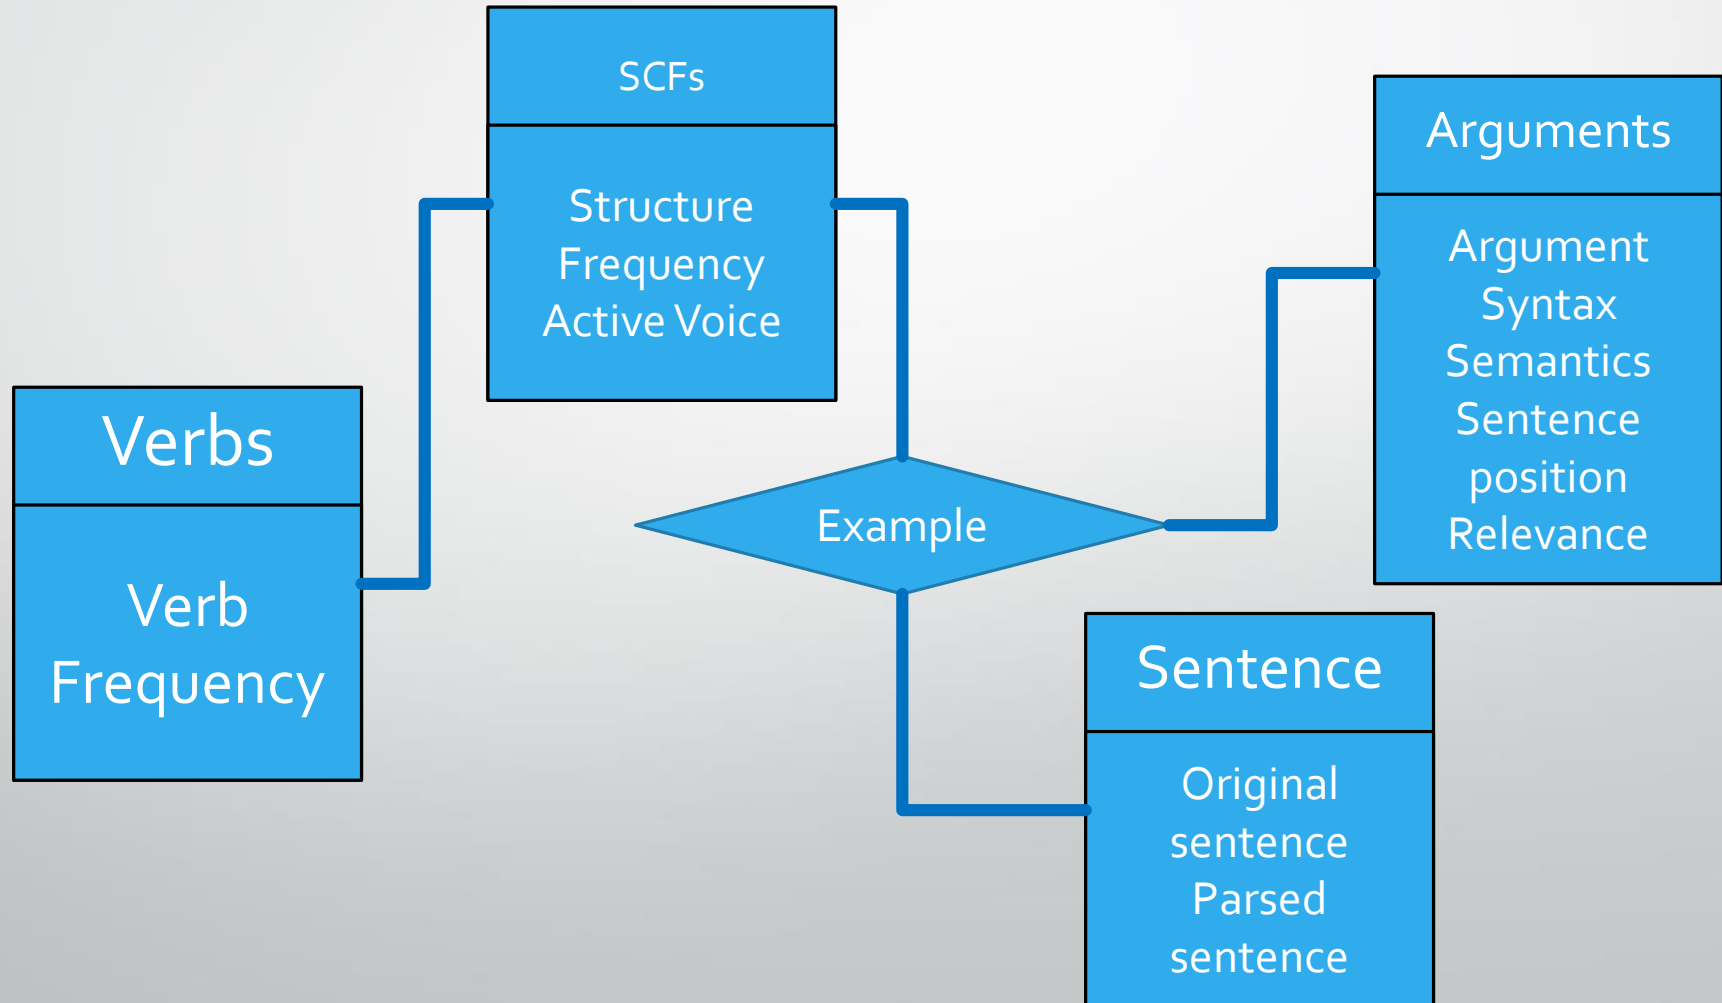 SCFs
Structure
Frequency
Active Voice
Verbs
Verb
Frequency
Example
Arguments
Argument
Syntax
Semantics
Sentence
position
Relevance
Sentence
Original
sentence
Parsed
sentence